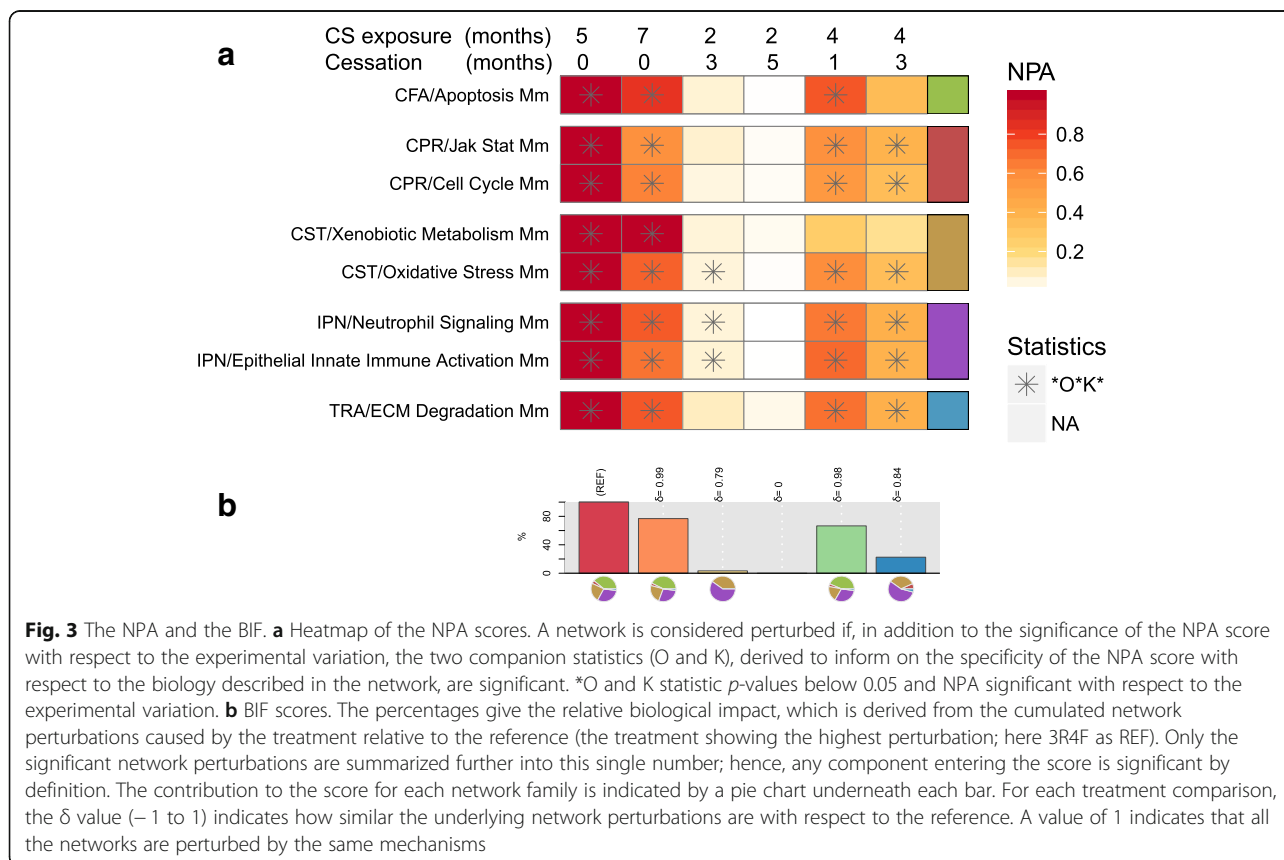 a
CS exposure (months) 5 7 2 2 4 4
Cessation (months) 0 0 3 5 1 3
NPA
CFA/Apoptosis Mm
CPR/Jak Stat Mm
CPR/Cell Cycle Mm
CST/Xenobiotic Metabolism Mm
CST/Oxidative Stress Mm
IPN/Neutrophil Signaling Mm
IPN/Epithelial Innate Immune Activation Mm
TRA/ECM Degradation Mm
0.8
0.6
0.4
0.2
Statistics
*O*K*
NA
b
(REF) δ= 0.99 δ= 0.79 δ= 0 δ= 0.98 δ= 0.84
%
80
40
0
Fig. 3 The NPA and the BIF. a Heatmap of the NPA scores. A network is considered perturbed if, in addition to the significance of the NPA score
with respect to the experimental variation, the two companion statistics (O and K), derived to inform on the specificity of the NPA score with
respect to the biology described in the network, are significant. *O and K statistic p-values below 0.05 and NPA significant with respect to the
experimental variation. b BIF scores. The percentages give the relative biological impact, which is derived from the cumulated network
perturbations caused by the treatment relative to the reference (the treatment showing the highest perturbation; here 3R4F as REF). Only the
significant network perturbations are summarized further into this single number; hence, any component entering the score is significant by
definition. The contribution to the score for each network family is indicated by a pie chart underneath each bar. For each treatment comparison,
the δ value (− 1 to 1) indicates how similar the underlying network perturbations are with respect to the reference. A value of 1 indicates that all
the networks are perturbed by the same mechanisms